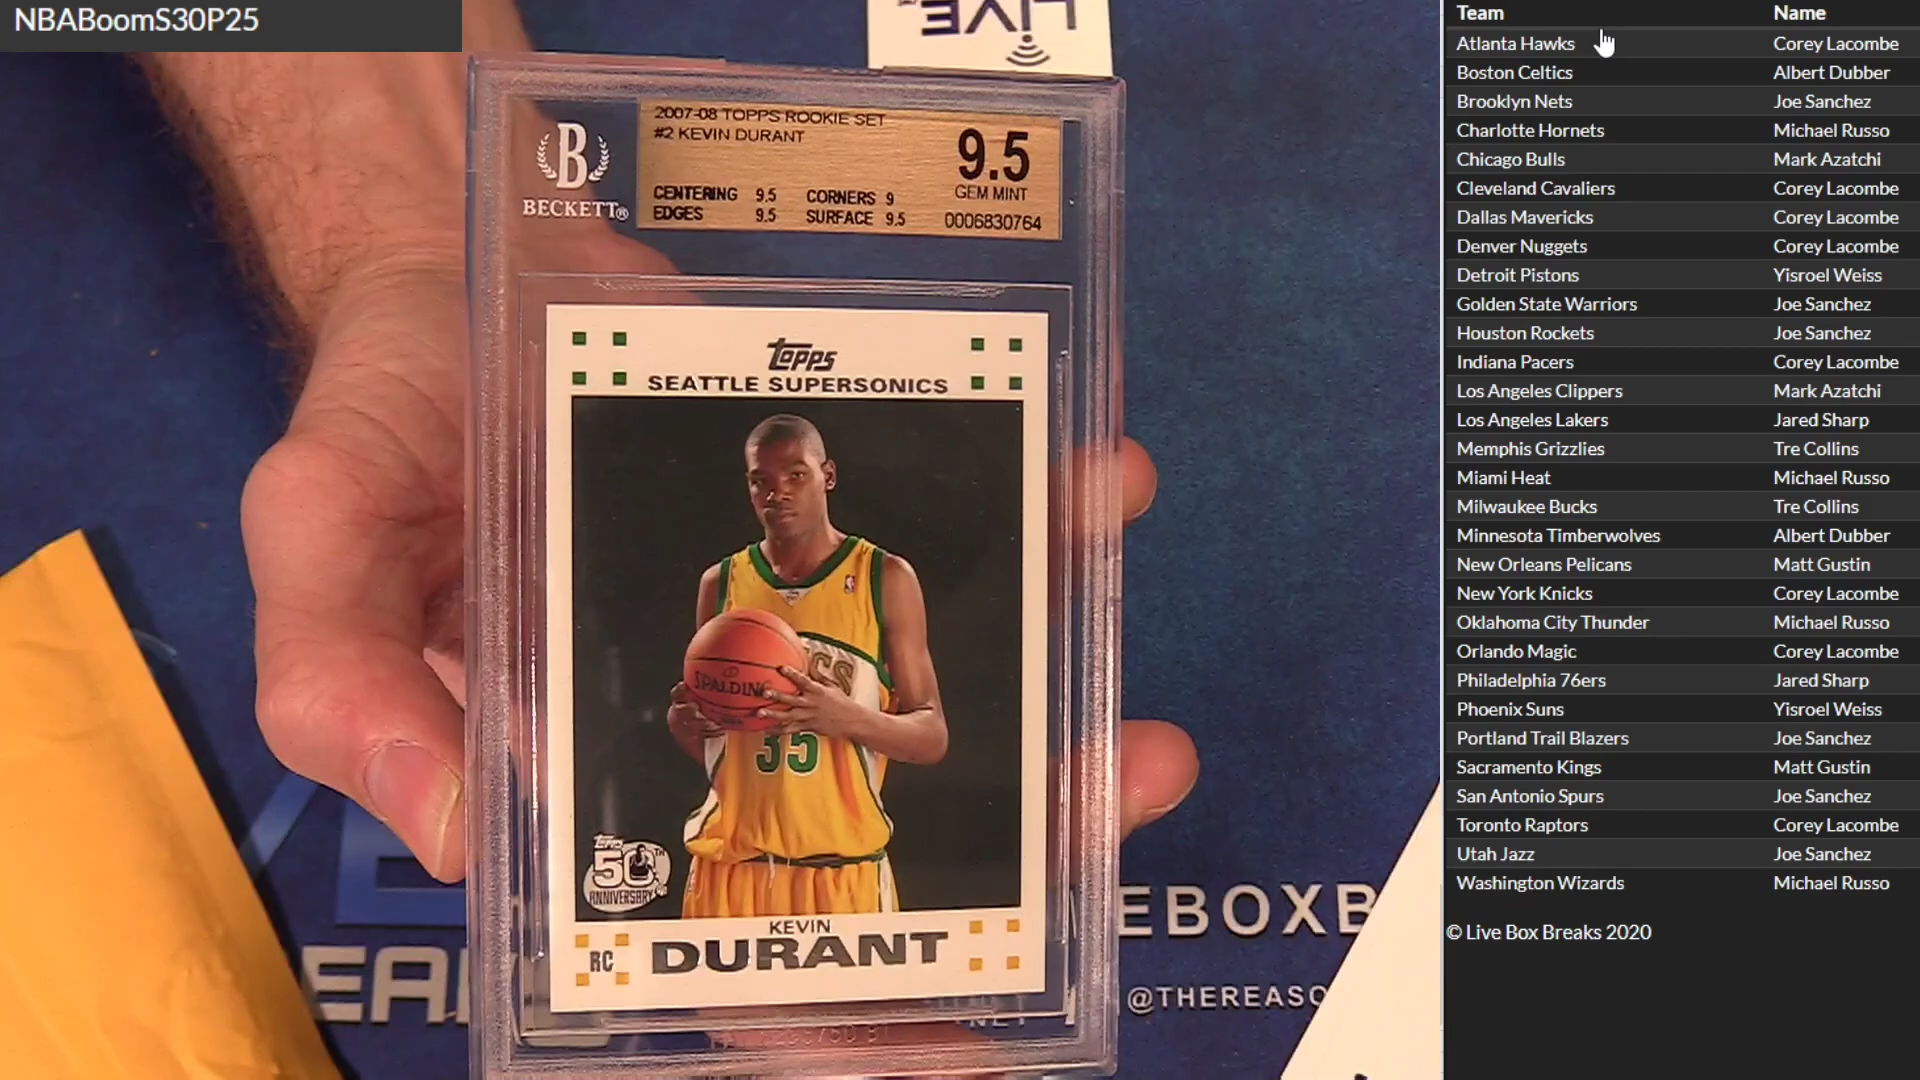 NBABoomS30P25
LIVE
B
BECKETT®
2007-08 TOPPS ROOKIE SET
#2 KEVIN DURANT
9.5
GEM MINT
CENTERING 9.5 CORNERS 9
EDGES 9.5 SURFACE 9.5
0006830764
Topps
SEATTLE SUPERSONICS
SPALDING
35
Topps
50TH
ANNIVERSARY
KEVIN
DURANT
RC
EBOXB
EA
@THEREASO
Team Name
Atlanta Hawks Corey Lacombe
Boston Celtics Albert Dubber
Brooklyn Nets Joe Sanchez
Charlotte Hornets Michael Russo
Chicago Bulls Mark Azatchi
Cleveland Cavaliers Corey Lacombe
Dallas Mavericks Corey Lacombe
Denver Nuggets Corey Lacombe
Detroit Pistons Yisroel Weiss
Golden State Warriors Joe Sanchez
Houston Rockets Joe Sanchez
Indiana Pacers Corey Lacombe
Los Angeles Clippers Mark Azatchi
Los Angeles Lakers Jared Sharp
Memphis Grizzlies Tre Collins
Miami Heat Michael Russo
Milwaukee Bucks Tre Collins
Minnesota Timberwolves Albert Dubber
New Orleans Pelicans Matt Gustin
New York Knicks Corey Lacombe
Oklahoma City Thunder Michael Russo
Orlando Magic Corey Lacombe
Philadelphia 76ers Jared Sharp
Phoenix Suns Yisroel Weiss
Portland Trail Blazers Joe Sanchez
Sacramento Kings Matt Gustin
San Antonio Spurs Joe Sanchez
Toronto Raptors Corey Lacombe
Utah Jazz Joe Sanchez
Washington Wizards Michael Russo
© Live Box Breaks 2020